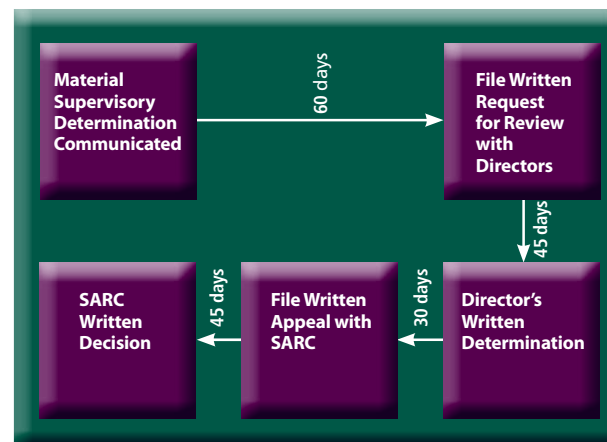 Material
Supervisory
Determination
Communicated
60 days
File Written
Request
for Review
with
Directors
45 days
Director’s
Written
Determination
30 days
File Written
Appeal with
SARC
45 days
SARC
Written
Decision